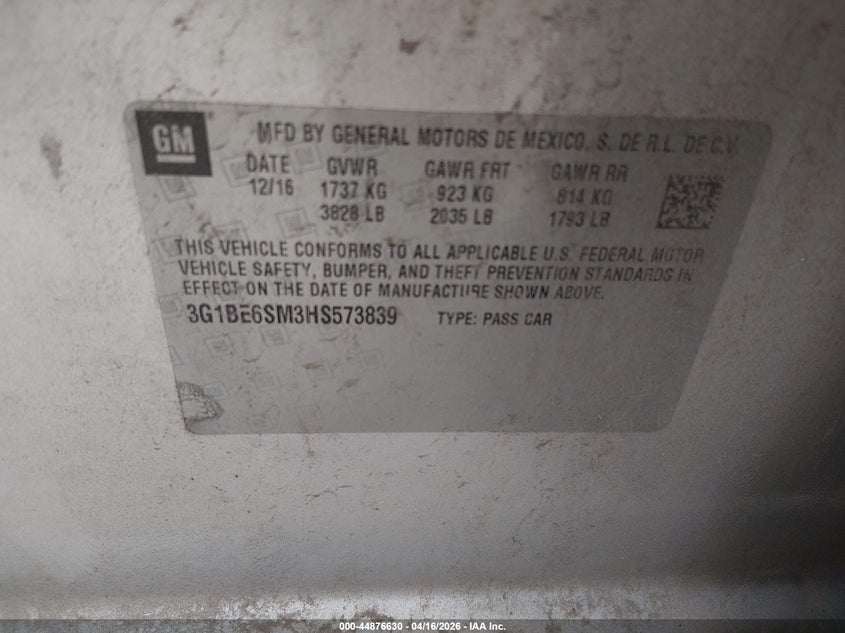 GM
MFD BY GENERAL MOTORS DE MEXICO, S. DE R.L. DE C.V.
DATE GVWR GAWR FRT GAWR RR
12/16 1737 KG 923 KG 814 KG
3828 LB 2035 LB 1793 LB
THIS VEHICLE CONFORMS TO ALL APPLICABLE U.S. FEDERAL MOTOR
VEHICLE SAFETY, BUMPER, AND THEFT PREVENTION STANDARDS IN
EFFECT ON THE DATE OF MANUFACTURE SHOWN ABOVE.
3G1BE6SM3HS573839 TYPE: PASS CAR
000-44876630 - 04/16/2026 - IAA Inc.